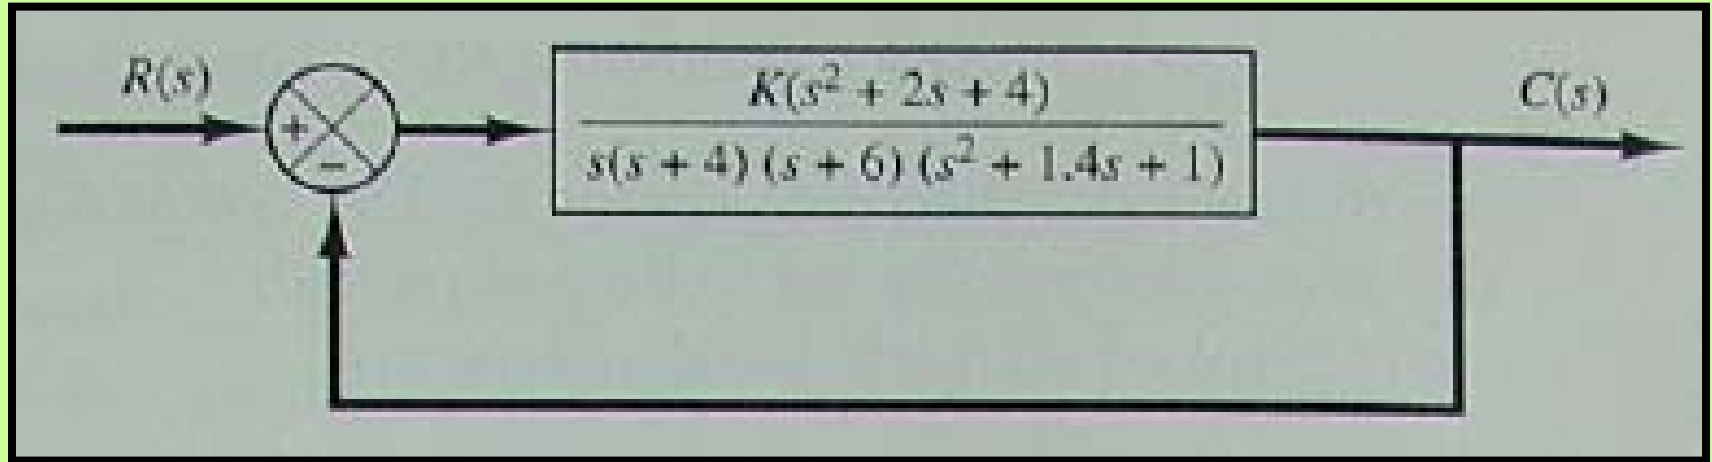 R(s)
+
−
K(s² + 2s + 4)
s(s + 4) (s + 6) (s² + 1.4s + 1)
C(s)